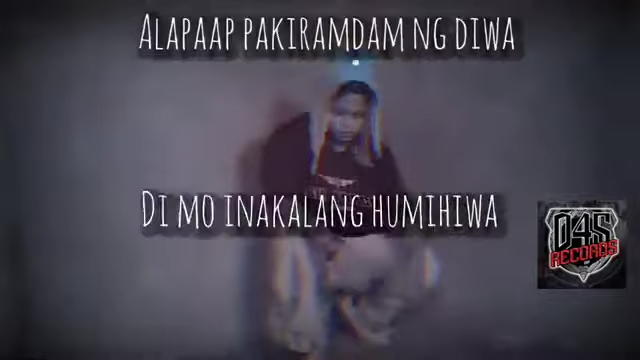 ALAPAAP PAKIRAMDAM NG DIWA
DI MO INAKALANG HUMIHIWA
D4S
RECORDS